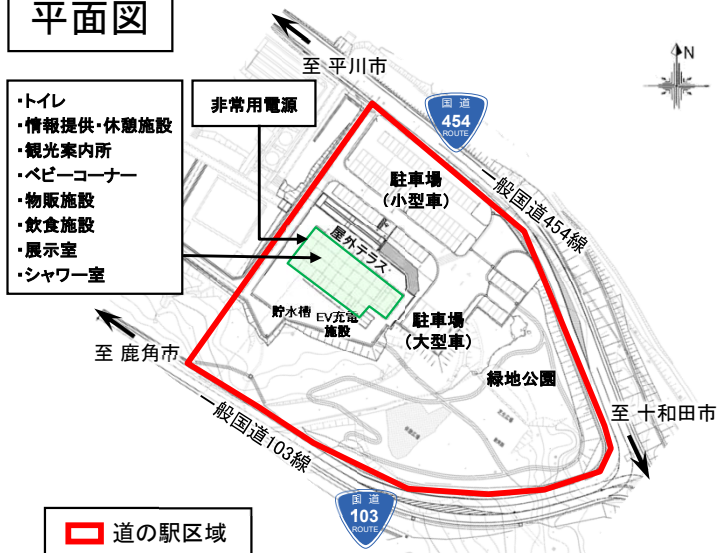 平面図
至 平川市
N
・トイレ
・情報提供・休憩施設
・観光案内所
・ベビーコーナー
・物販施設
・飲食施設
・展示室
・シャワー室
非常用電源
国道
454
ROUTE
一般国道454線
駐車場
(小型車)
屋外テラス
貯水槽
EV充電
施設
駐車場
(大型車)
緑地公園
至 鹿角市
至 十和田市
一般国道103線
国道
103
ROUTE
道の駅区域